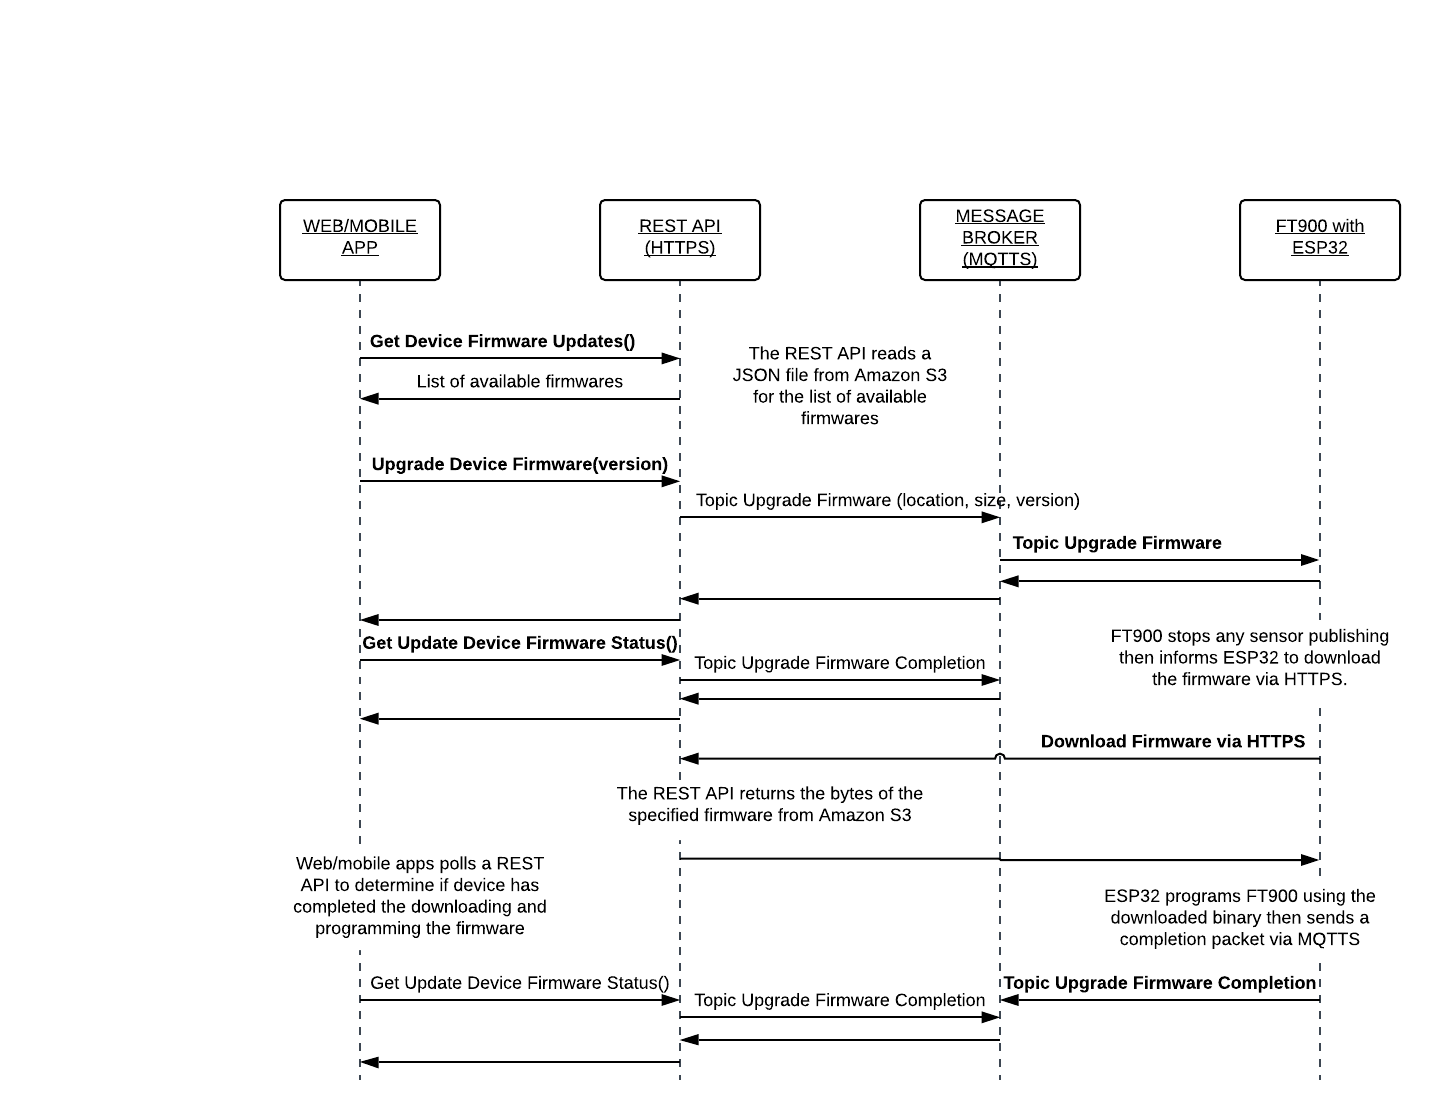 WEB/MOBILE
APP
REST API
(HTTPS)
MESSAGE
BROKER
(MQTTS)
FT900 with
ESP32
Get Device Firmware Updates()
List of available firmwares
The REST API reads a
JSON file from Amazon S3
for the list of available
firmwares
Upgrade Device Firmware(version)
Topic Upgrade Firmware (location, size, version)
Topic Upgrade Firmware
FT900 stops any sensor publishing
then informs ESP32 to download
the firmware via HTTPS.
Get Update Device Firmware Status()
Topic Upgrade Firmware Completion
Download Firmware via HTTPS
The REST API returns the bytes of the
specified firmware from Amazon S3
Web/mobile apps polls a REST
API to determine if device has
completed the downloading and
programming the firmware
ESP32 programs FT900 using the
downloaded binary then sends a
completion packet via MQTTS
Get Update Device Firmware Status()
Topic Upgrade Firmware Completion
Topic Upgrade Firmware Completion